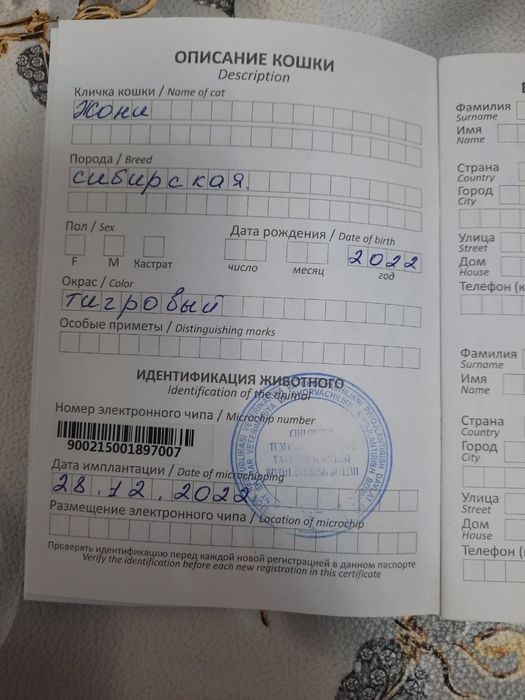 ОПИСАНИЕ КОШКИ
Description
Кличка кошки / Name of cat
Жони
Порода / Breed
сибирская.
Пол / Sex
Дата рождения / Date of birth
F M Кастрат
2022
число месяц год
Окрас / Color
тигровый
Особые приметы / Distinguishing marks
ИДЕНТИФИКАЦИЯ ЖИВОТНОГО
Identification of the animal
Номер электронного чипа / Microchip number
900215001897007
Дата имплантации / Date of microchipping
28.12.2022
Размещение электронного чипа / Location of microchip
Проверять идентификацию перед каждой новой регистрацией в данном паспорте
Verify the identification before each new registration in this certificate
Фамилия
Surname
Имя
Name
Страна
Country
Город
City
Улица
Street
Дом
House
Телефон
Фамилия
Surname
Имя
Name
Страна
Country
Город
City
Улица
Street
Дом
House
Телефон